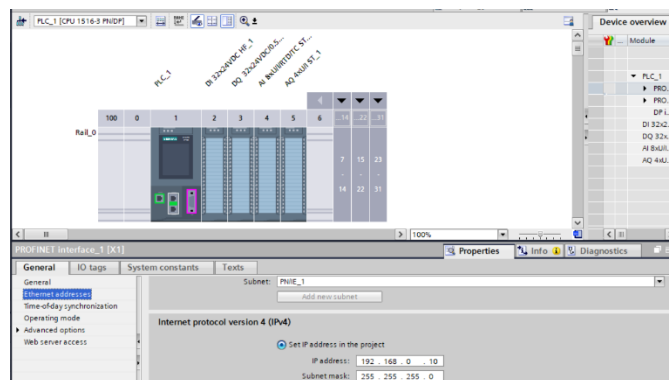 PLC_1 [CPU 1516-3 PN/DP]
Device overview
Module
PLC_1
DI 32x24VDC HF_1
DQ 32x24VDC/0.5...
AI 8xU/I/RTD/TC ST...
AQ 4xU/I ST_1
PLC_1
PRO...
PRO...
DP i...
DI 32x2...
DQ 32x...
AI 8xU/I...
AQ 4xU...
100 0 1 2 3 4 5 6 ...14 ...22 ...31
Rail_0
7 15 23
14 22 31
100%
PROFINET interface_1 [X1]
Properties Info Diagnostics
General IO tags System constants Texts
General
Ethernet addresses
Time-of-day synchronization
Operating mode
Advanced options
Web server access
Subnet: PN/IE_1
Add new subnet
Internet protocol version 4 (IPv4)
Set IP address in the project
IP address: 192 . 168 . 0 . 10
Subnet mask: 255 . 255 . 255 . 0